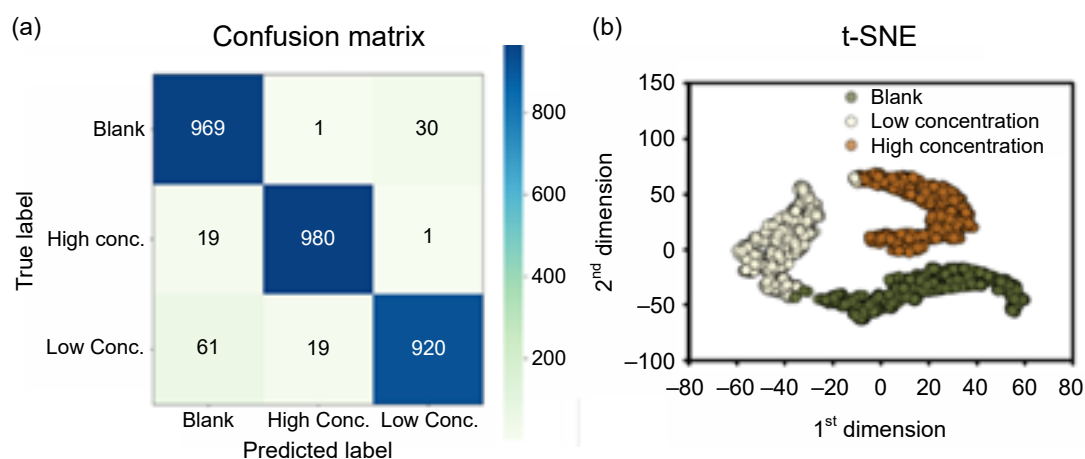 (a)
Confusion matrix
True label
Blank
969
1
30
High conc.
19
980
1
Low Conc.
61
19
920
Blank
High Conc.
Low Conc.
Predicted label
800
600
400
200
(b)
t-SNE
Blank
Low concentration
High concentration
2nd dimension
150
100
50
0
–50
–100
–80
–60
–40
–20
0
20
40
60
80
1st dimension